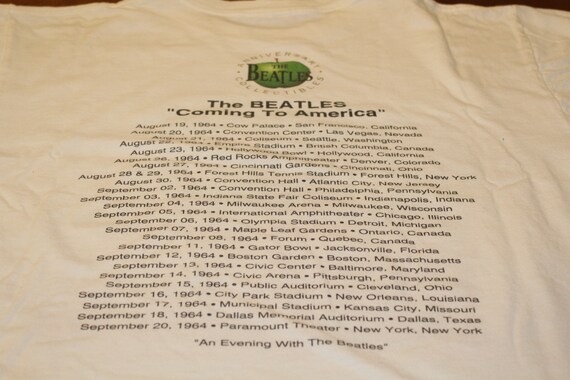 ANNIVERSARY
THE
BEATLES
COLLECTIBLES
The BEATLES
"Coming To America"
August 19, 1964 • Cow Palace • San Francisco, California
August 20, 1964 • Convention Center • Las Vegas, Nevada
August 21, 1964 • Coliseum • Seattle, Washington
August 22, 1964 • Empire Stadium • British Columbia, Canada
August 23, 1964 • Hollywood Bowl • Hollywood, California
August 26, 1964 • Red Rocks Amphitheater • Denver, Colorado
August 27, 1964 • Cincinnati Gardens • Cincinnati, Ohio
August 28 & 29, 1964 • Forest Hills Tennis Stadium • Forest Hills, New York
August 30, 1964 • Convention Hall • Atlantic City, New Jersey
September 02, 1964 • Convention Hall • Philadelphia, Pennsylvania
September 03, 1964 • Indiana State Fair Coliseum • Indianapolis, Indiana
September 04, 1964 • Milwaukee Arena • Milwaukee, Wisconsin
September 05, 1964 • International Amphitheater • Chicago, Illinois
September 06, 1964 • Olympia Stadium • Detroit, Michigan
September 07, 1964 • Maple Leaf Gardens • Ontario, Canada
September 08, 1964 • Forum • Quebec, Canada
September 11, 1964 • Gator Bowl • Jacksonville, Florida
September 12, 1964 • Boston Garden • Boston, Massachusetts
September 13, 1964 • Civic Center • Baltimore, Maryland
September 14, 1964 • Civic Arena • Pittsburgh, Pennsylvania
September 15, 1964 • Public Auditorium • Cleveland, Ohio
September 16, 1964 • City Park Stadium • New Orleans, Louisiana
September 17, 1964 • Municipal Stadium • Kansas City, Missouri
September 18, 1964 • Dallas Memorial Auditorium • Dallas, Texas
September 20, 1964 • Paramount Theater • New York, New York
"An Evening With The Beatles"